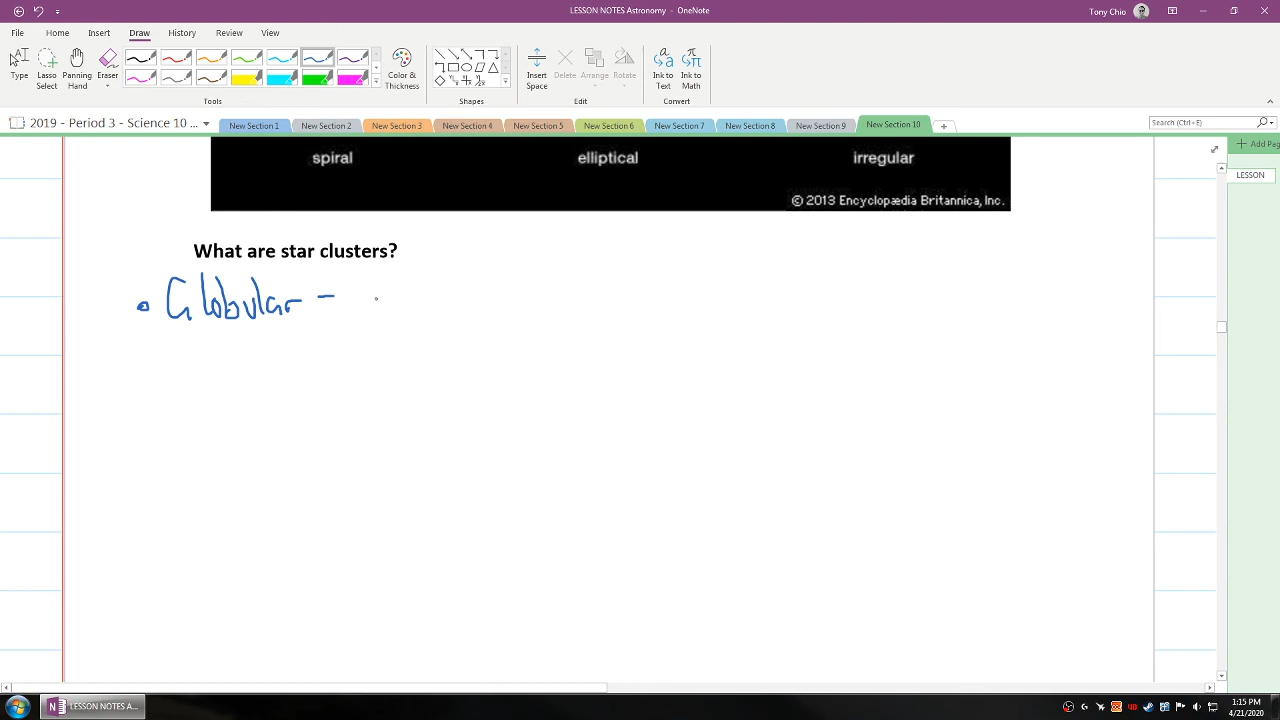 LESSON NOTES Astronomy - OneNote
Tony Chio
File Home Insert Draw History Review View
Type
Lasso Select
Panning Hand
Eraser
Color & Thickness
Insert Space
Delete
Arrange
Rotate
Ink to Text
Ink to Math
Tools
Shapes
Edit
Convert
2019 - Period 3 - Science 10 ...
New Section 1 New Section 2 New Section 3 New Section 4 New Section 5 New Section 6 New Section 7 New Section 8 New Section 9 New Section 10
Search (Ctrl+E)
Add Pag
LESSON
spiral elliptical irregular
© 2013 Encyclopædia Britannica, Inc.
What are star clusters?
• Globular -
LESSON NOTES A...
1:15 PM
4/21/2020